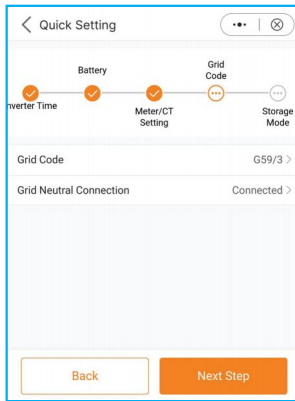 Quick Setting
Battery
Grid
Code
nverter Time
Meter/CT
Setting
Storage
Mode
Grid Code G59/3
Grid Neutral Connection Connected
Back Next Step